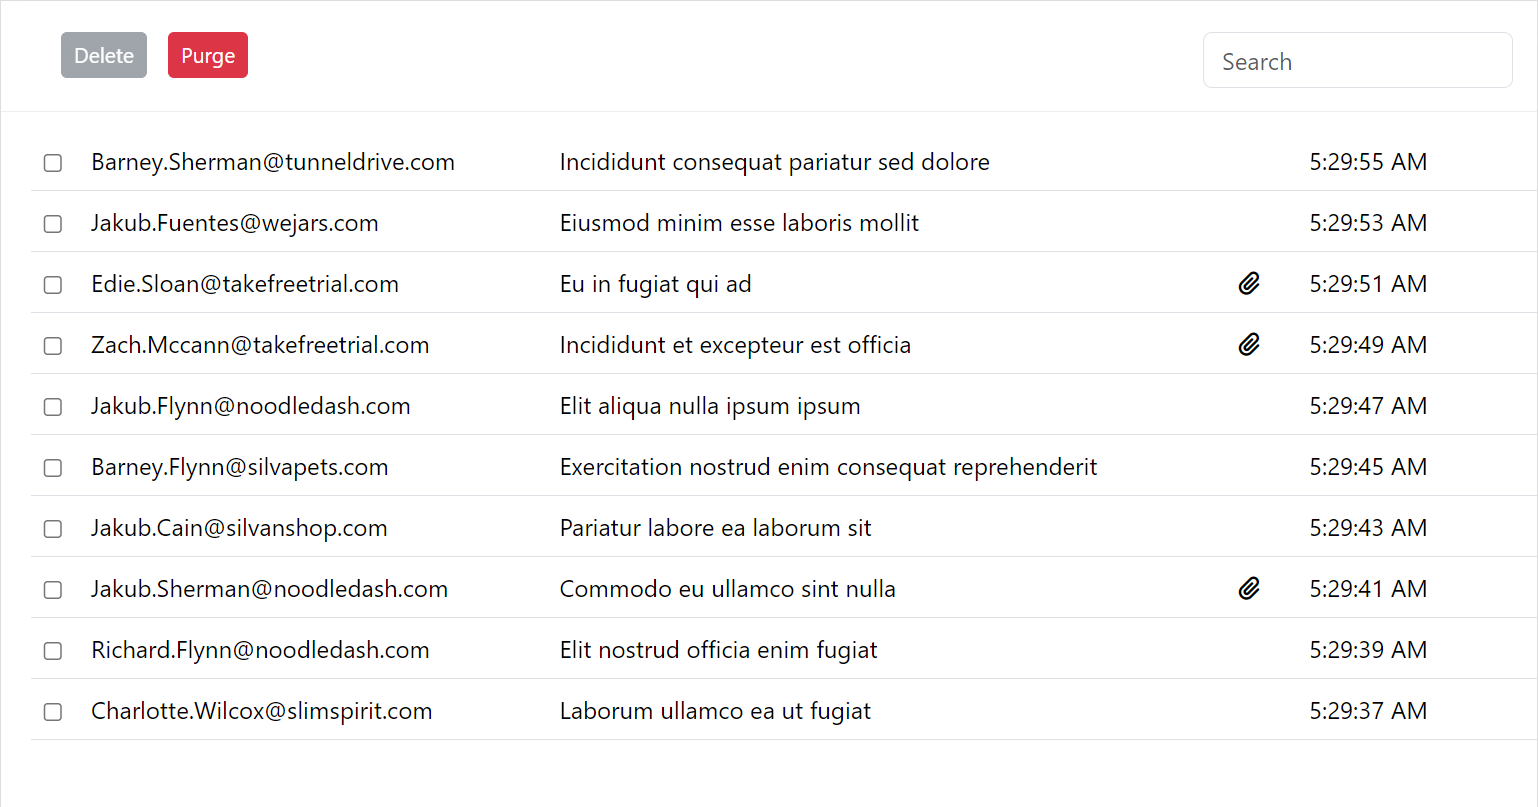 Delete Purge Search
Barney.Sherman@tunneldrive.com Incididunt consequat pariatur sed dolore 5:29:55 AM
Jakub.Fuentes@wejars.com Eiusmod minim esse laboris mollit 5:29:53 AM
Edie.Sloan@takefreetrial.com Eu in fugiat qui ad 5:29:51 AM
Zach.Mccann@takefreetrial.com Incididunt et excepteur est officia 5:29:49 AM
Jakub.Flynn@noodledash.com Elit aliqua nulla ipsum ipsum 5:29:47 AM
Barney.Flynn@silvapets.com Exercitation nostrud enim consequat reprehenderit 5:29:45 AM
Jakub.Cain@silvanshop.com Pariatur labore ea laborum sit 5:29:43 AM
Jakub.Sherman@noodledash.com Commodo eu ullamco sint nulla 5:29:41 AM
Richard.Flynn@noodledash.com Elit nostrud officia enim fugiat 5:29:39 AM
Charlotte.Wilcox@slimspirit.com Laborum ullamco ea ut fugiat 5:29:37 AM